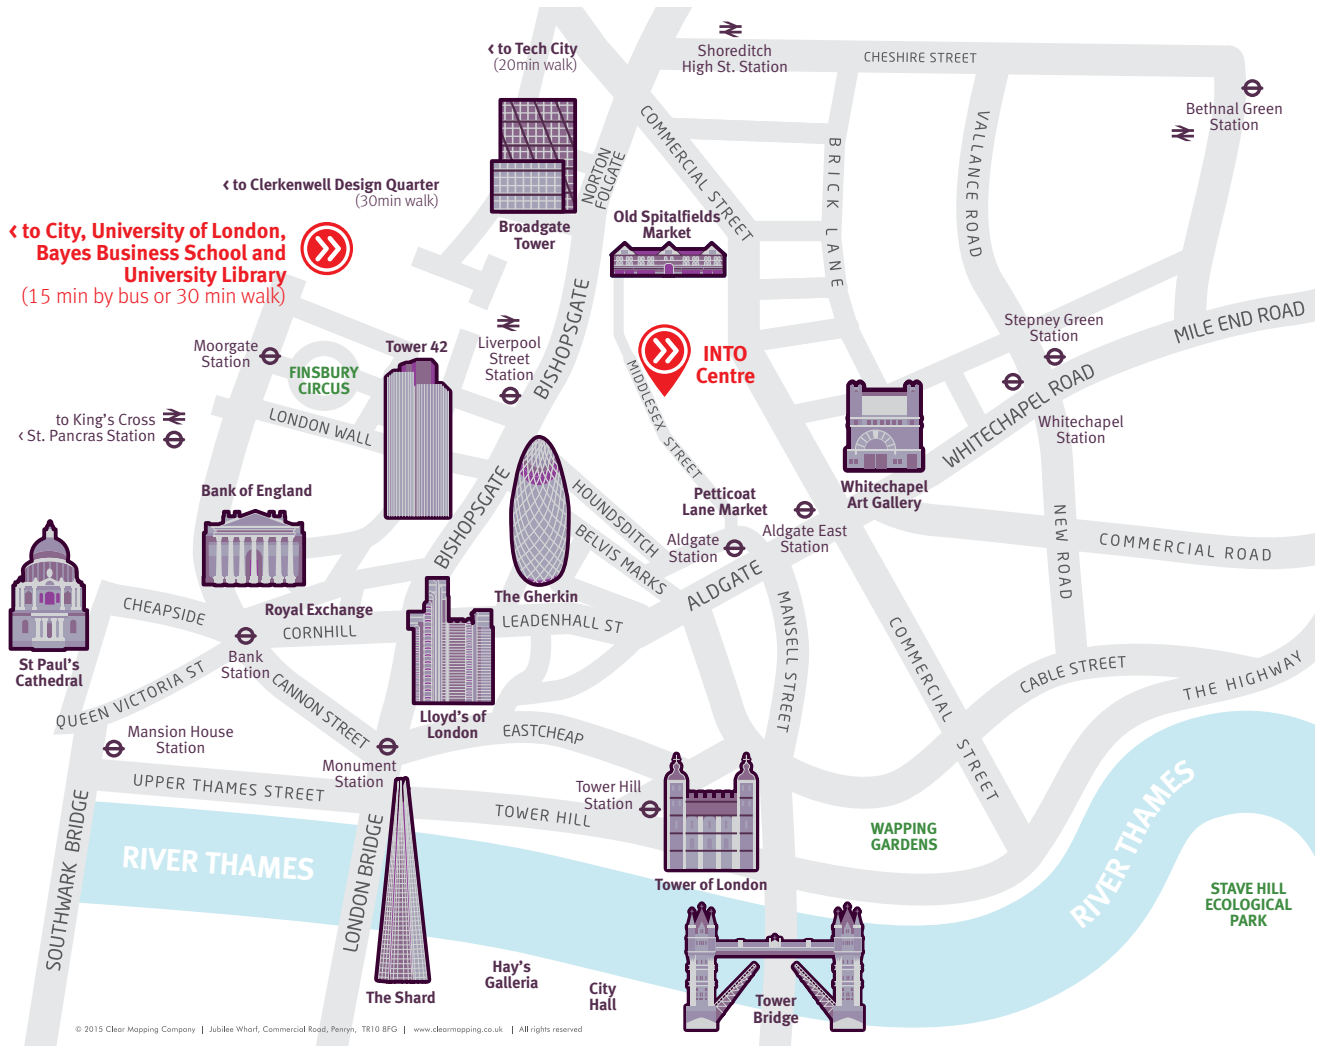 ‹ to Tech City
(20min walk)
Shoreditch
High St. Station
CHESHIRE STREET
Bethnal Green
Station
COMMERCIAL STREET
BRICK LANE
VALLANCE ROAD
NORTON
FOLGATE
‹ to Clerkenwell Design Quarter
(30min walk)
Broadgate
Tower
Old Spitalfields
Market
‹ to City, University of London,
Bayes Business School and
University Library
(15 min by bus or 30 min walk)
BISHOPSGATE
Moorgate
Station
FINSBURY
CIRCUS
Tower 42
Liverpool
Street
Station
INTO
Centre
MIDDLESEX STREET
Stepney Green
Station
MILE END ROAD
WHITECHAPEL ROAD
Whitechapel
Station
to King's Cross
‹ St. Pancras Station
LONDON WALL
Bank of England
BISHOPSGATE
HOUNDSDITCH
BELVIS MARKS
Petticoat
Lane Market
Whitechapel
Art Gallery
Aldgate East
Station
Aldgate
Station
ALDGATE
NEW ROAD
COMMERCIAL ROAD
The Gherkin
CHEAPSIDE
Royal Exchange
CORNHILL
LEADENHALL ST
Bank
Station
MANSELL STREET
COMMERCIAL STREET
CABLE STREET
THE HIGHWAY
St Paul's
Cathedral
QUEEN VICTORIA ST
CANNON STREET
Lloyd's of
London
EASTCHEAP
Mansion House
Station
Monument
Station
UPPER THAMES STREET
Tower Hill
Station
TOWER HILL
WAPPING
GARDENS
SOUTHWARK BRIDGE
RIVER THAMES
LONDON BRIDGE
Tower of London
RIVER THAMES
STAVE HILL
ECOLOGICAL
PARK
The Shard
Hay's
Galleria
City
Hall
Tower
Bridge
© 2015 Clear Mapping Company | Jubilee Wharf, Commercial Road, Penryn, TR10 8FG | www.clearmapping.co.uk | All rights reserved